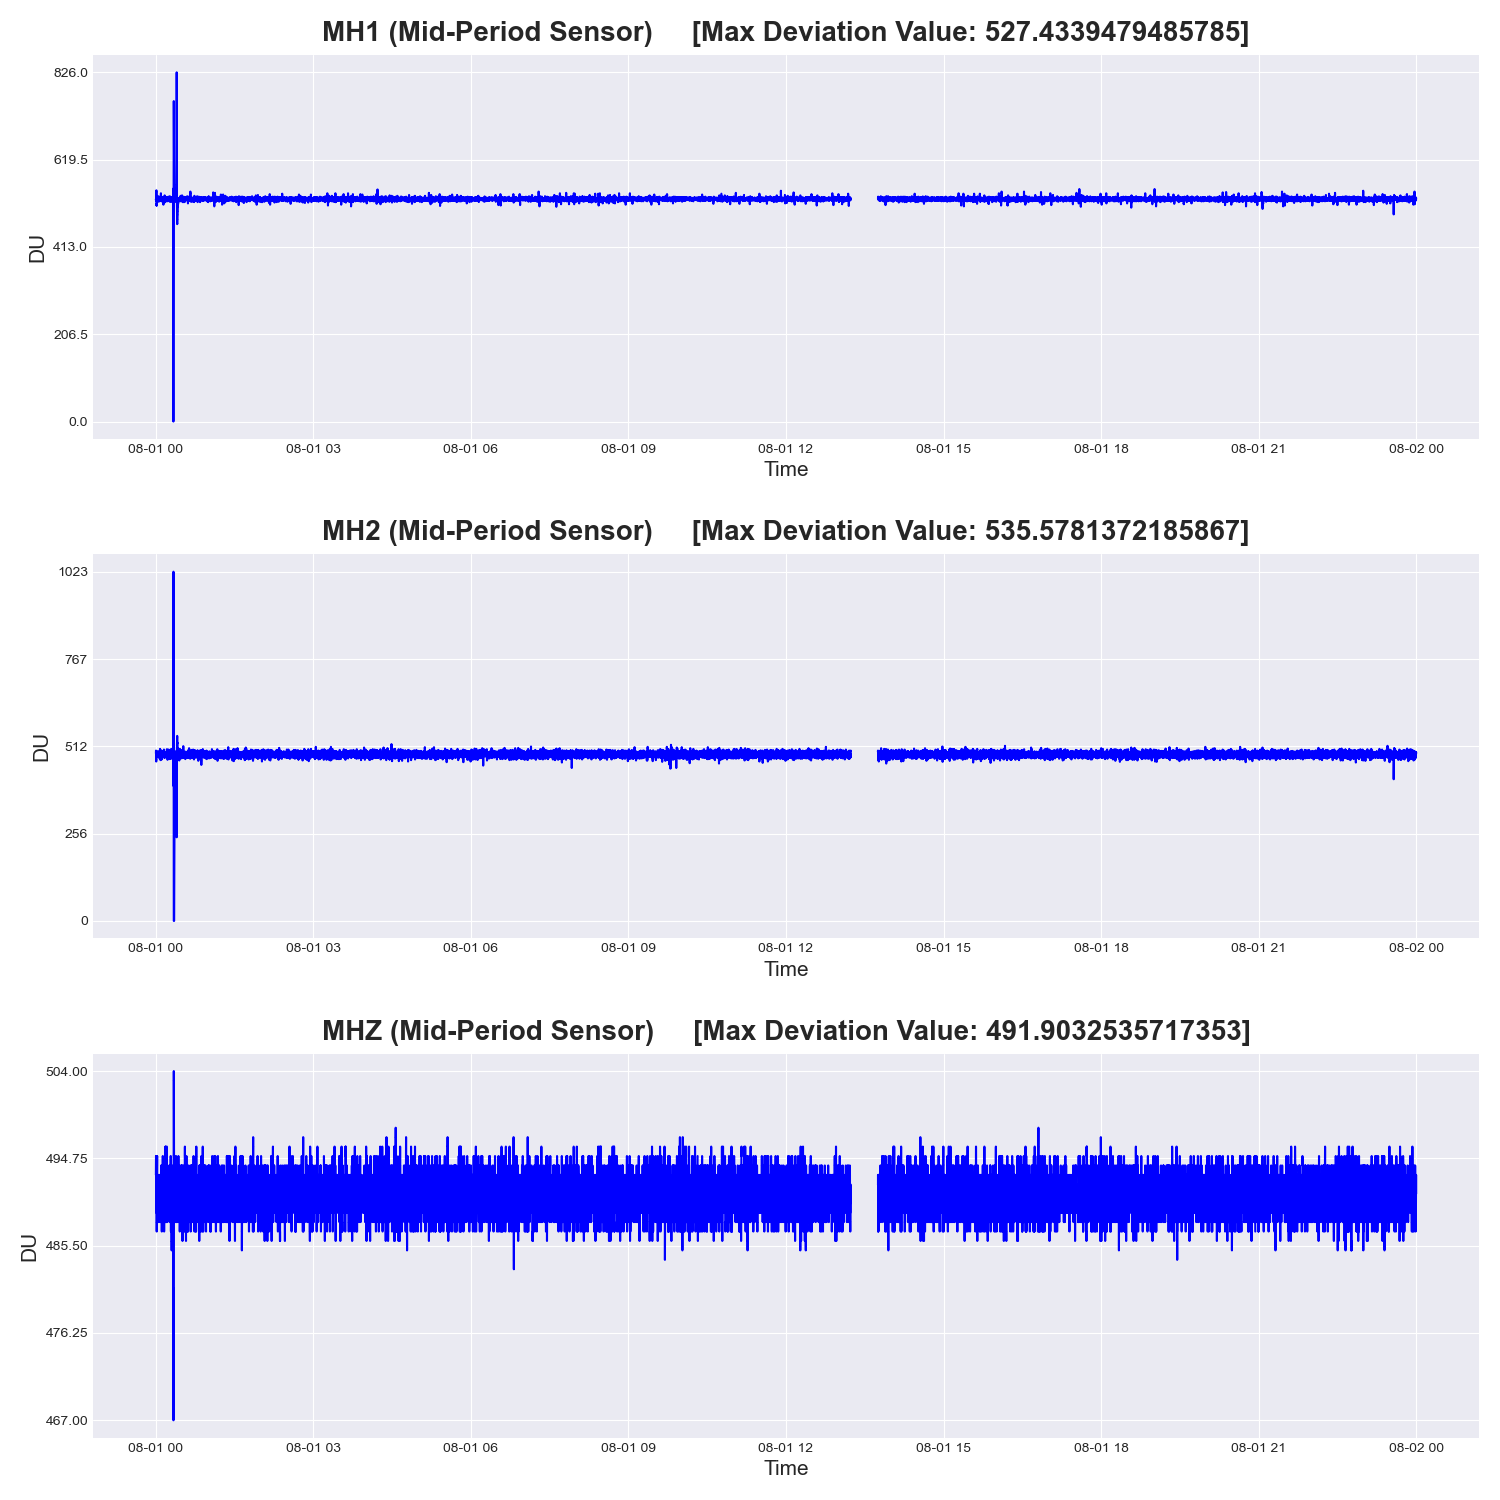 MH1 (Mid-Period Sensor) [Max Deviation Value: 527.4339479485785]
826.0
619.5
413.0
206.5
0.0
DU
08-01 00 08-01 03 08-01 06 08-01 09 08-01 12 08-01 15 08-01 18 08-01 21 08-02 00
Time
MH2 (Mid-Period Sensor) [Max Deviation Value: 535.5781372185867]
1023
767
512
256
0
DU
08-01 00 08-01 03 08-01 06 08-01 09 08-01 12 08-01 15 08-01 18 08-01 21 08-02 00
Time
MHZ (Mid-Period Sensor) [Max Deviation Value: 491.9032535717353]
504.00
494.75
485.50
476.25
467.00
DU
08-01 00 08-01 03 08-01 06 08-01 09 08-01 12 08-01 15 08-01 18 08-01 21 08-02 00
Time